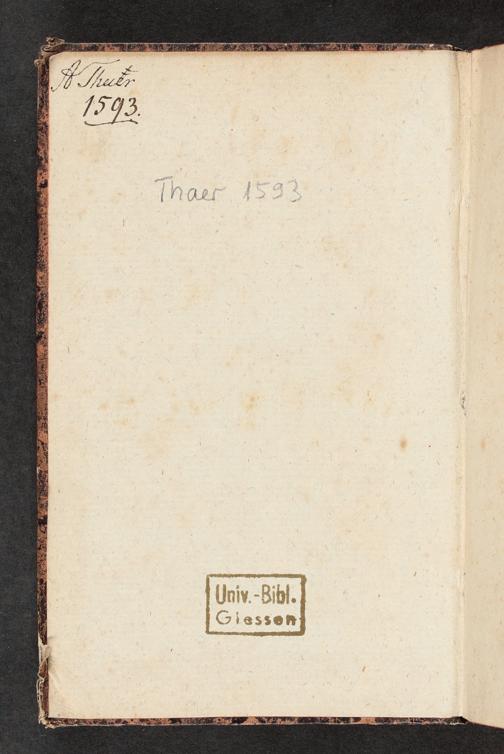 A Thaer
1593.
Thaer 1593
Univ.-Bibl.
Giessen